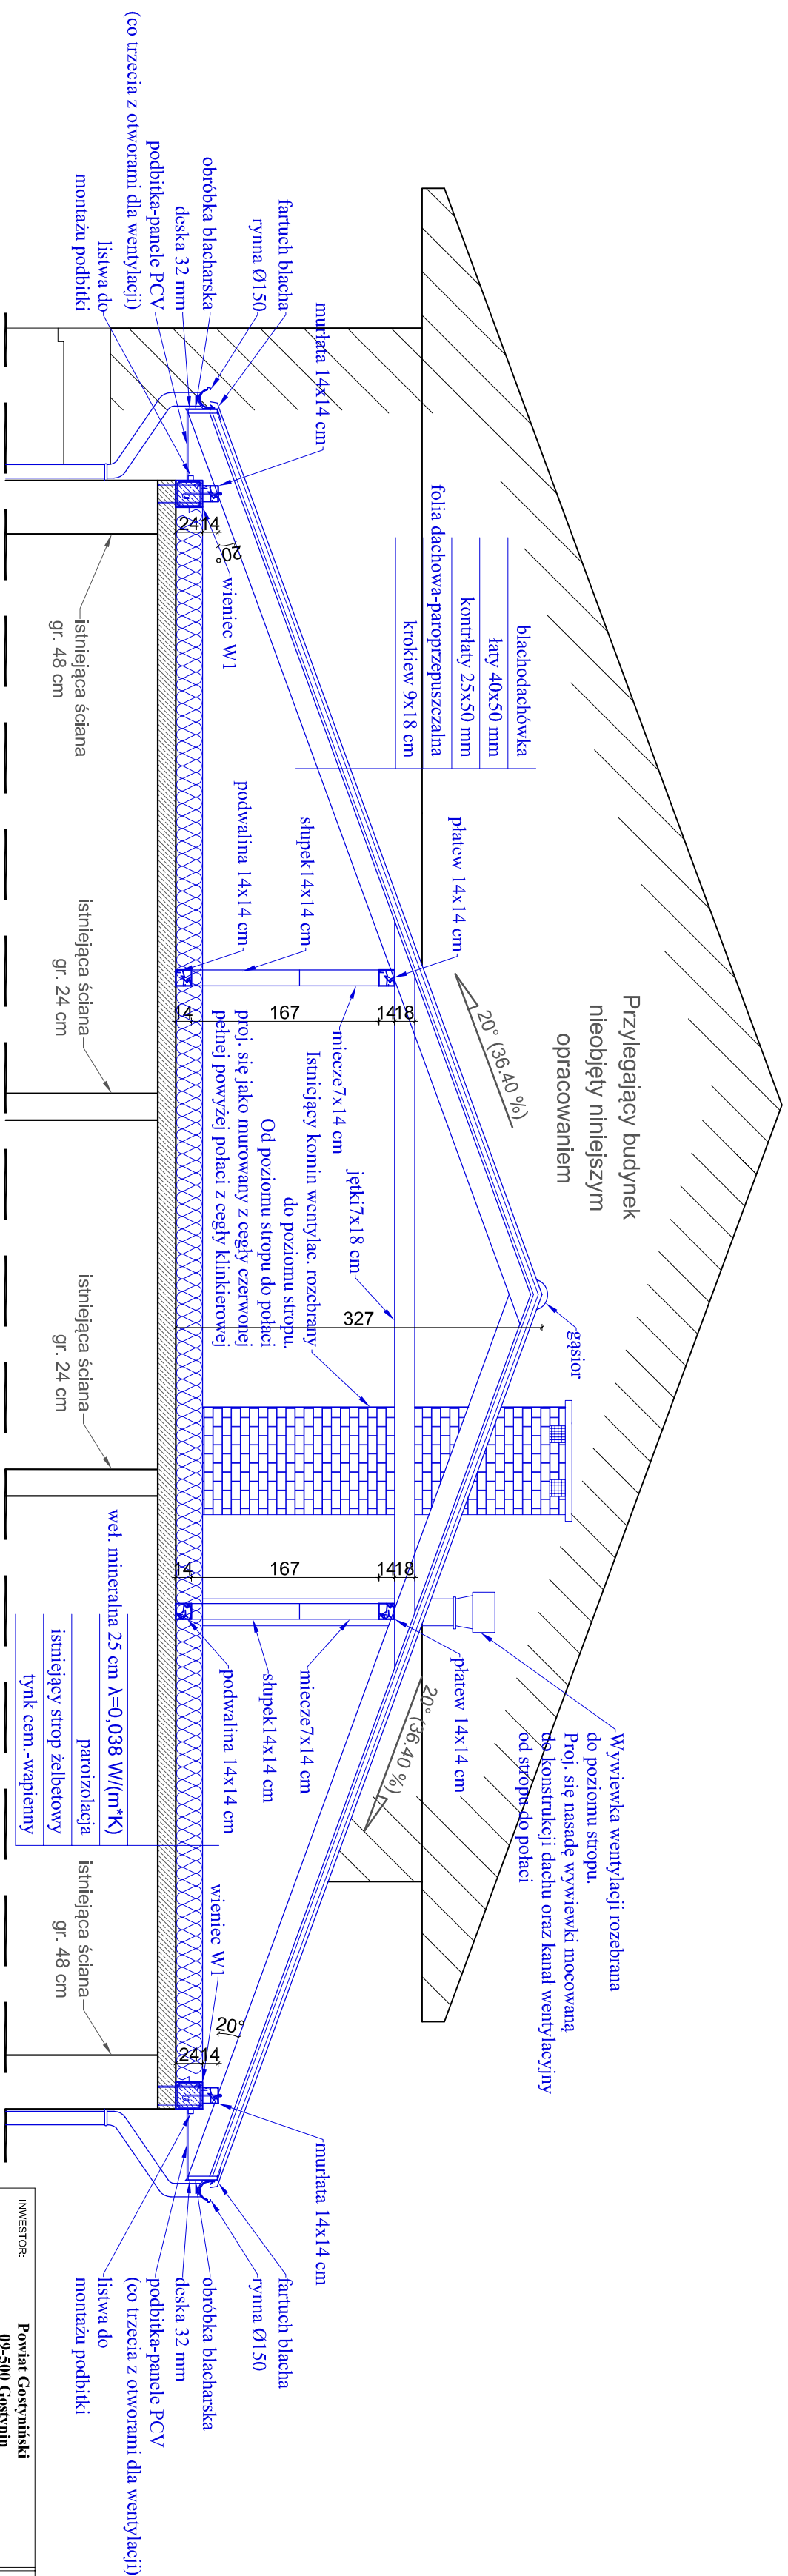 Przylegający budynek
nieobjęty niniejszym
opracowaniem
blachodachówka
łaty 40x50 mm
kontrłaty 25x50 mm
folia dachowa-paroprzepuszczalna
krokiew 9x18 cm
murłata 14x14 cm
fartuch blacha
rynna Ø150
obróbka blacharska
deska 32 mm
podbitka-panele PCV
(co trzecia z otworami dla wentylacji)
listwa do
montażu podbitki
24
14
20°
wieniec W1
płatew 14x14 cm
słupek14x14 cm
podwalina 14x14 cm
20° (36.40 %)
14
167
14
18
miecze7x14 cm
jętki7x18 cm
Istniejący komin wentylac. rozebrany
do poziomu stropu.
Od poziomu stropu do połaci
proj. się jako murowany z cegły czerwonej
pełnej powyżej połaci z cegły klinkierowej
327
gąsior
14
167
14
18
Wywiewka wentylacji rozebrana
do poziomu stropu.
Proj. się nasadę wywiewki mocowaną
do konstrukcji dachu oraz kanał wentylacyjny
od stropu do połaci
20° (36.40 %)
płatew 14x14 cm
miecze7x14 cm
słupek14x14 cm
podwalina 14x14 cm
wieniec W1
20°
24
14
murłata 14x14 cm
fartuch blacha
rynna Ø150
obróbka blacharska
deska 32 mm
podbitka-panele PCV
(co trzecia z otworami dla wentylacji)
listwa do
montażu podbitki
istniejąca ściana
gr. 48 cm
istniejąca ściana
gr. 24 cm
istniejąca ściana
gr. 24 cm
weł. mineralna 25 cm λ=0,038 W/(m*K)
paroizolacja
istniejący strop żelbetowy
tynk cem.-wapienny
istniejąca ściana
gr. 48 cm
INWESTOR:
Powiat Gostyniński
09-500 Gostynin